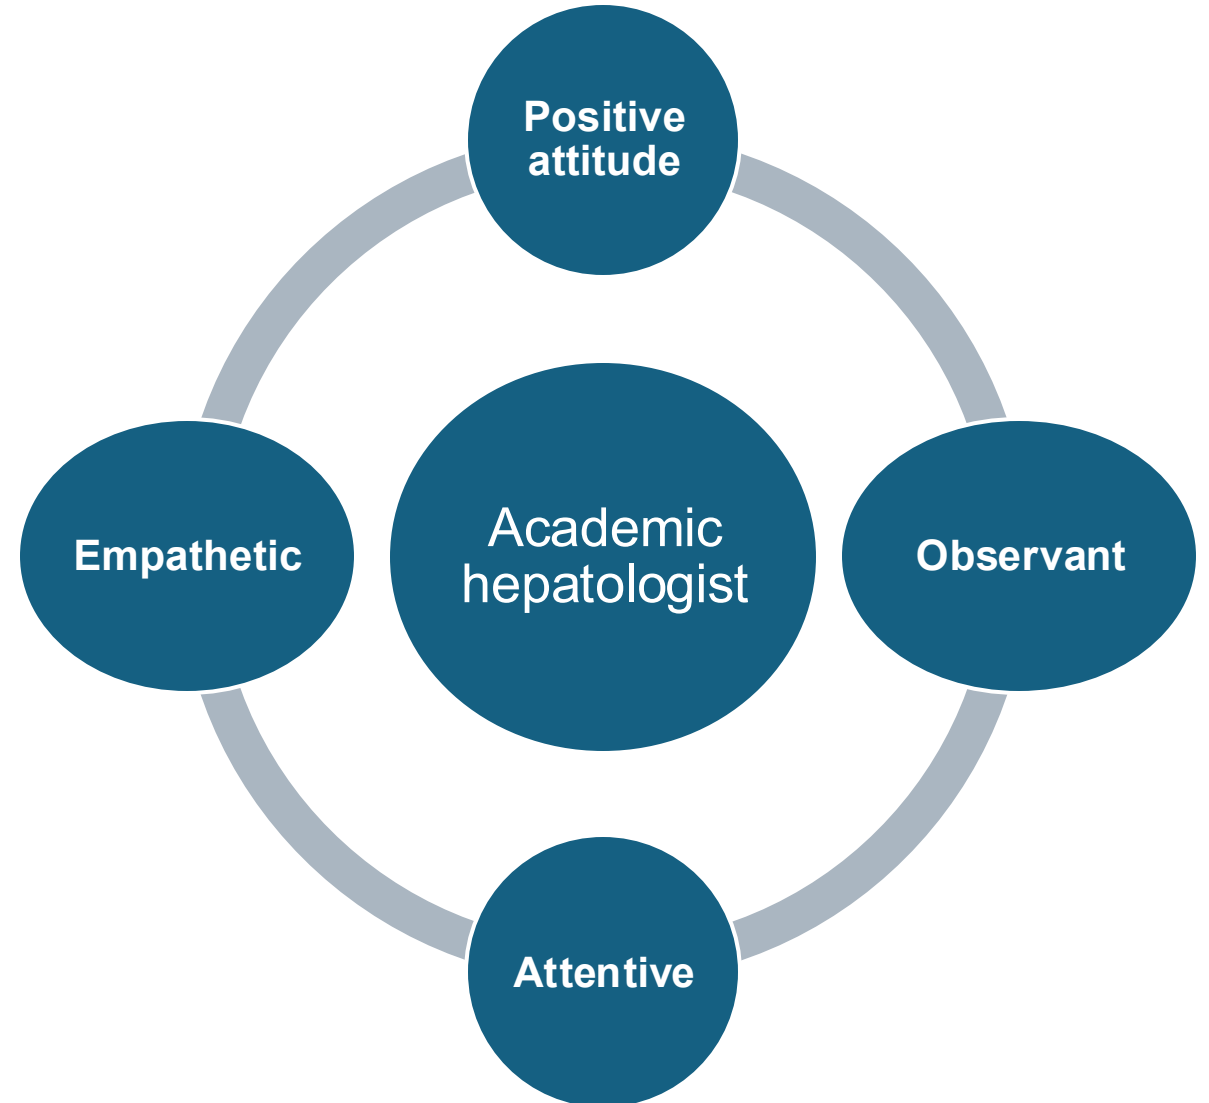 Positive
attitude
Academic
hepatologist
Empathetic
Observant
Attentive